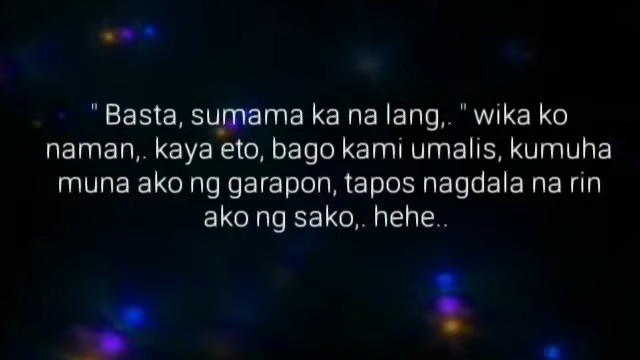 " Basta, sumama ka na lang,. " wika ko
naman,. kaya eto, bago kami umalis, kumuha
muna ako ng garapon, tapos nagdala na rin
ako ng sako,. hehe..